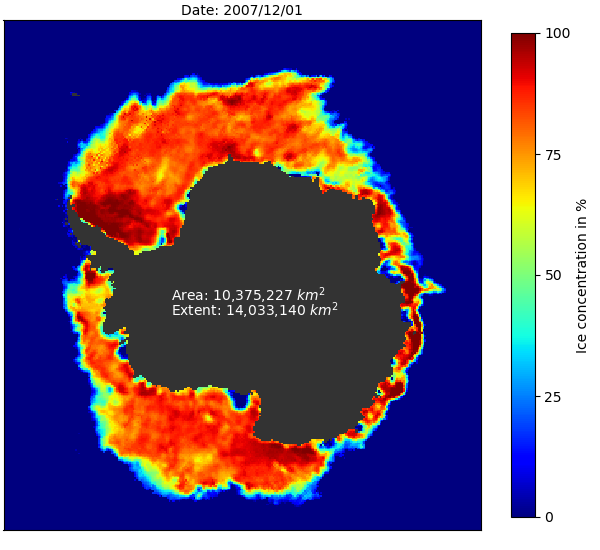 Date: 2007/12/01
Area: 10,375,227 km²
Extent: 14,033,140 km²
100
75
50
25
0
Ice concentration in %